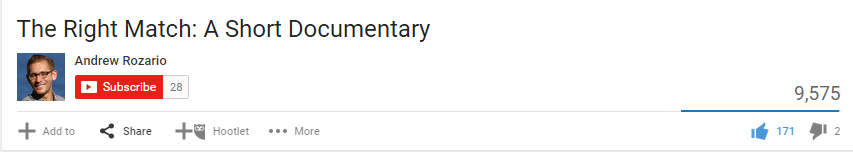 The Right Match: A Short Documentary
Andrew Rozario
Subscribe 28
9,575
Add to Share Hootlet More 171 2